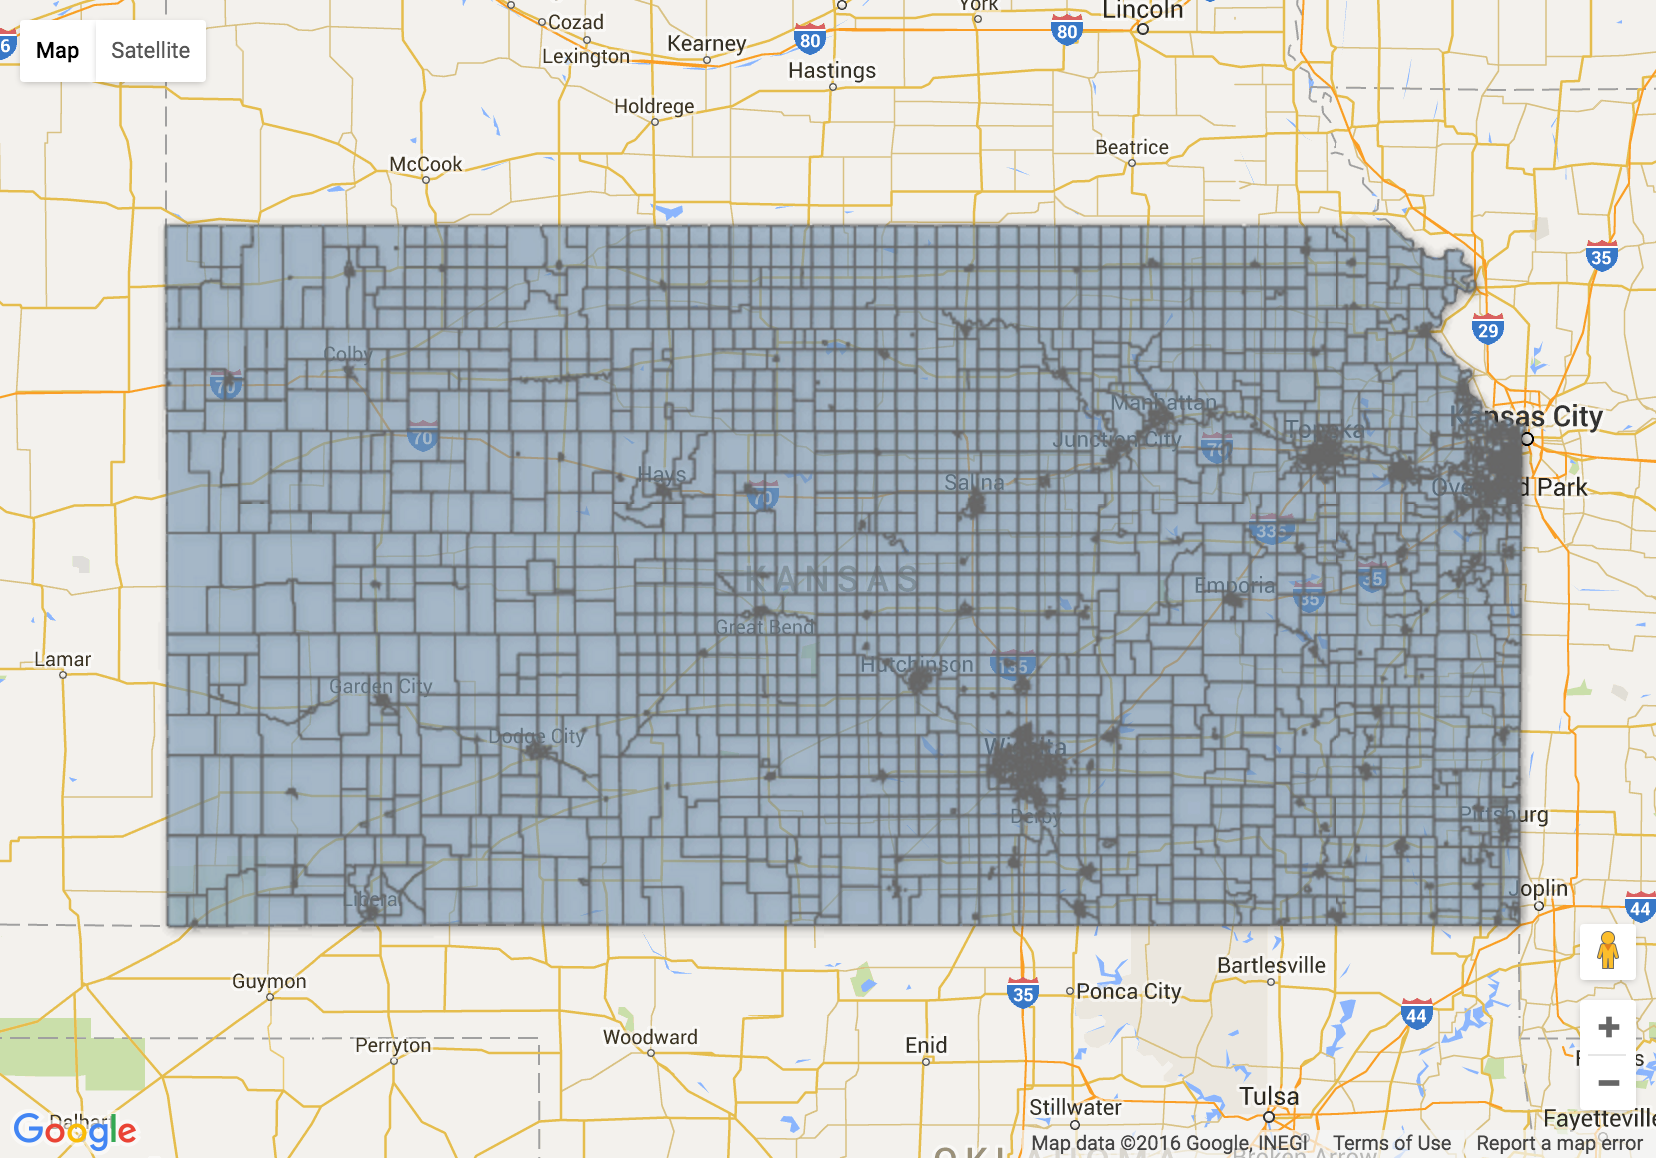 York
Lincoln
Cozad
6
Map
Satellite
Kearney
80
80
Lexington
Hastings
Holdrege
Beatrice
McCook
35
29
Colby
70
Manhattan
Kansas City
70
Junction City
70
Topeka
Hays
Salina
Overland Park
70
335
KANSAS
Emporia
35
35
Great Bend
Lamar
Hutchinson
135
Garden City
Dodge City
Wichita
Derby
Pittsburg
Liberal
Joplin
44
Guymon
Bartlesville
35
Ponca City
44
Woodward
Perryton
Enid
Tulsa
Stillwater
Fayetteville
Dalhart
Google
Map data ©2016 Google, INEGI
Terms of Use
Report a map error
OKLAHOMA
Broken Arrow